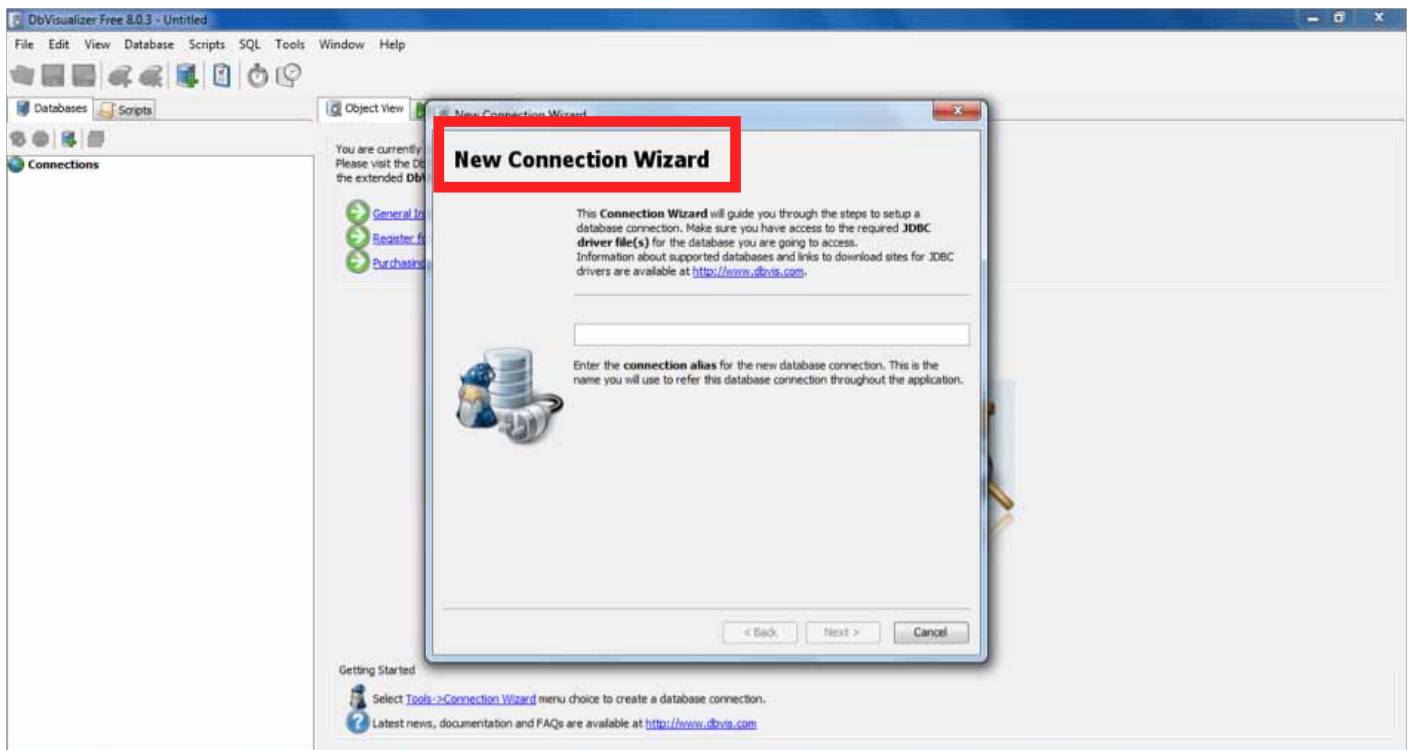 DbVisualizer Free 8.0.3 - Untitled
File Edit View Database Scripts SQL Tools Window Help
Databases Scripts
Object View
New Connection Wizard
Connections
You are currently
Please visit the
the extended
New Connection Wizard
General
Register
Purchasing
This Connection Wizard will guide you through the steps to setup a
database connection. Make sure you have access to the required JDBC
driver file(s) for the database you are going to access.
Information about supported databases and links to download sites for JDBC
drivers are available at http://www.dbvis.com.
Enter the connection alias for the new database connection. This is the
name you will use to refer this database connection throughout the application.
< Back Next > Cancel
Getting Started
Select Tools->Connection Wizard menu choice to create a database connection.
Latest news, documentation and FAQs are available at http://www.dbvis.com